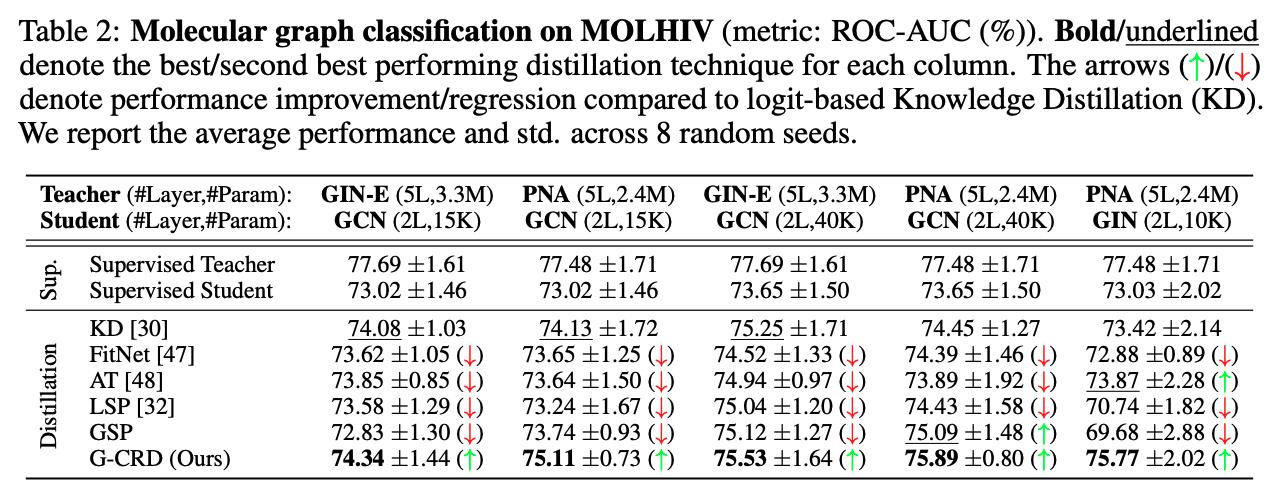 Table 2: Molecular graph classification on MOLHIV (metric: ROC-AUC (%)). Bold/underlined
denote the best/second best performing distillation technique for each column. The arrows (↑)/(↓)
denote performance improvement/regression compared to logit-based Knowledge Distillation (KD).
We report the average performance and std. across 8 random seeds.
Teacher (#Layer,#Param): GIN-E (5L,3.3M) PNA (5L,2.4M) GIN-E (5L,3.3M) PNA (5L,2.4M) PNA (5L,2.4M)
Student (#Layer,#Param): GCN (2L,15K) GCN (2L,15K) GCN (2L,40K) GCN (2L,40K) GIN (2L,10K)
Sup.
Supervised Teacher 77.69 ±1.61 77.48 ±1.71 77.69 ±1.61 77.48 ±1.71 77.48 ±1.71
Supervised Student 73.02 ±1.46 73.02 ±1.46 73.65 ±1.50 73.65 ±1.50 73.03 ±2.02
Distillation
KD [30] 74.08 ±1.03 74.13 ±1.72 75.25 ±1.71 74.45 ±1.27 73.42 ±2.14
FitNet [47] 73.62 ±1.05 (↓) 73.65 ±1.25 (↓) 74.52 ±1.33 (↓) 74.39 ±1.46 (↓) 72.88 ±0.89 (↓)
AT [48] 73.85 ±0.85 (↓) 73.64 ±1.50 (↓) 74.94 ±0.97 (↓) 73.89 ±1.92 (↓) 73.87 ±2.28 (↑)
LSP [32] 73.58 ±1.29 (↓) 73.24 ±1.67 (↓) 75.04 ±1.20 (↓) 74.43 ±1.58 (↓) 70.74 ±1.82 (↓)
GSP 72.83 ±1.30 (↓) 73.74 ±0.93 (↓) 75.12 ±1.27 (↓) 75.09 ±1.48 (↑) 69.68 ±2.88 (↓)
G-CRD (Ours) 74.34 ±1.44 (↑) 75.11 ±0.73 (↑) 75.53 ±1.64 (↑) 75.89 ±0.80 (↑) 75.77 ±2.02 (↑)